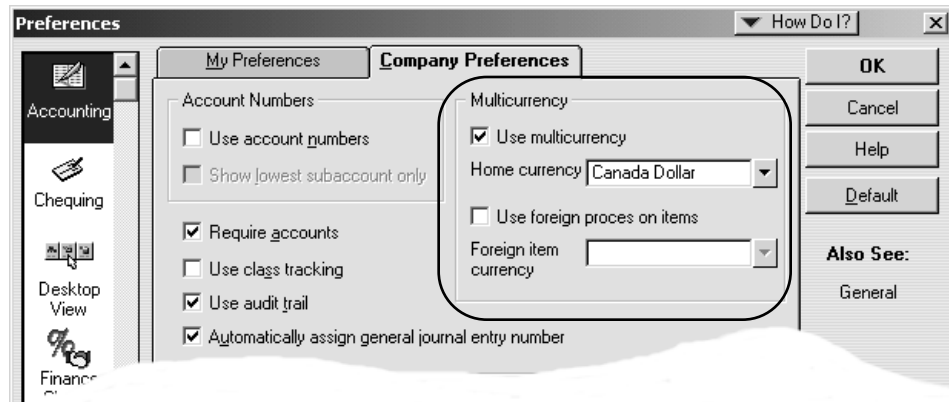 Preferences
How Do I?
Accounting
Chequing
Desktop
View
Finance
My Preferences
Company Preferences
Account Numbers
Use account numbers
Show lowest subaccount only
Require accounts
Use class tracking
Use audit trail
Automatically assign general journal entry number
Multicurrency
Use multicurrency
Home currency Canada Dollar
Use foreign proces on items
Foreign item
currency
OK
Cancel
Help
Default
Also See:
General